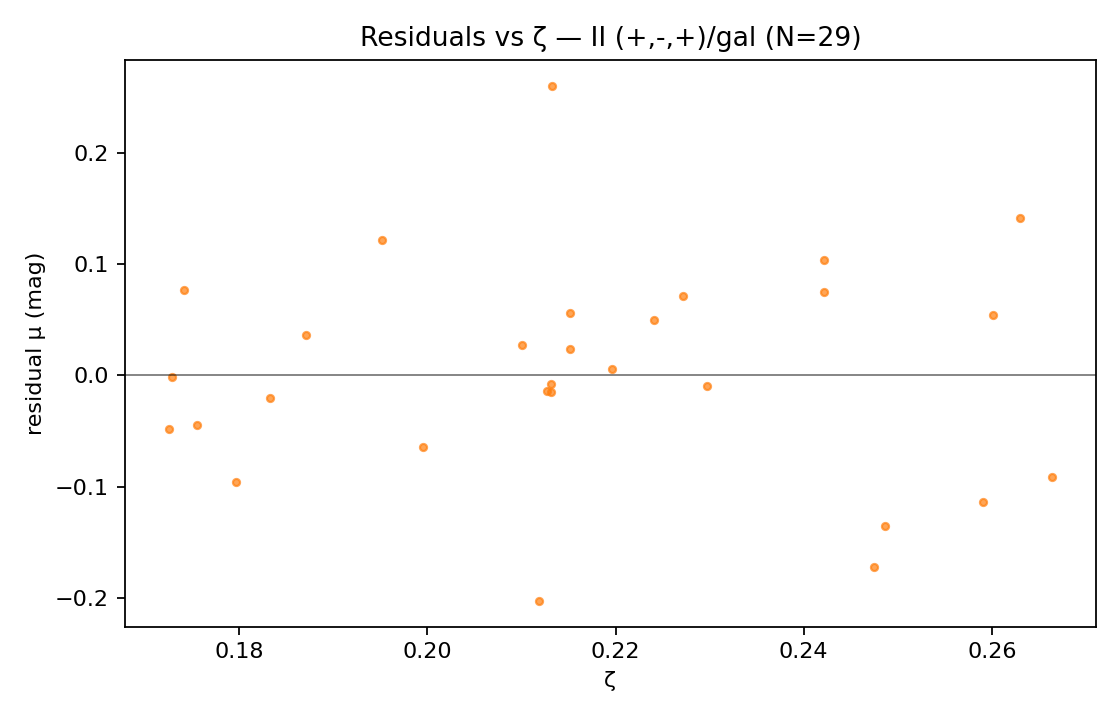 Residuals vs ζ — II (+,-,+)/gal (N=29)
residual μ (mag)
0.2
0.1
0.0
−0.1
−0.2
0.18 0.20 0.22 0.24 0.26
ζ